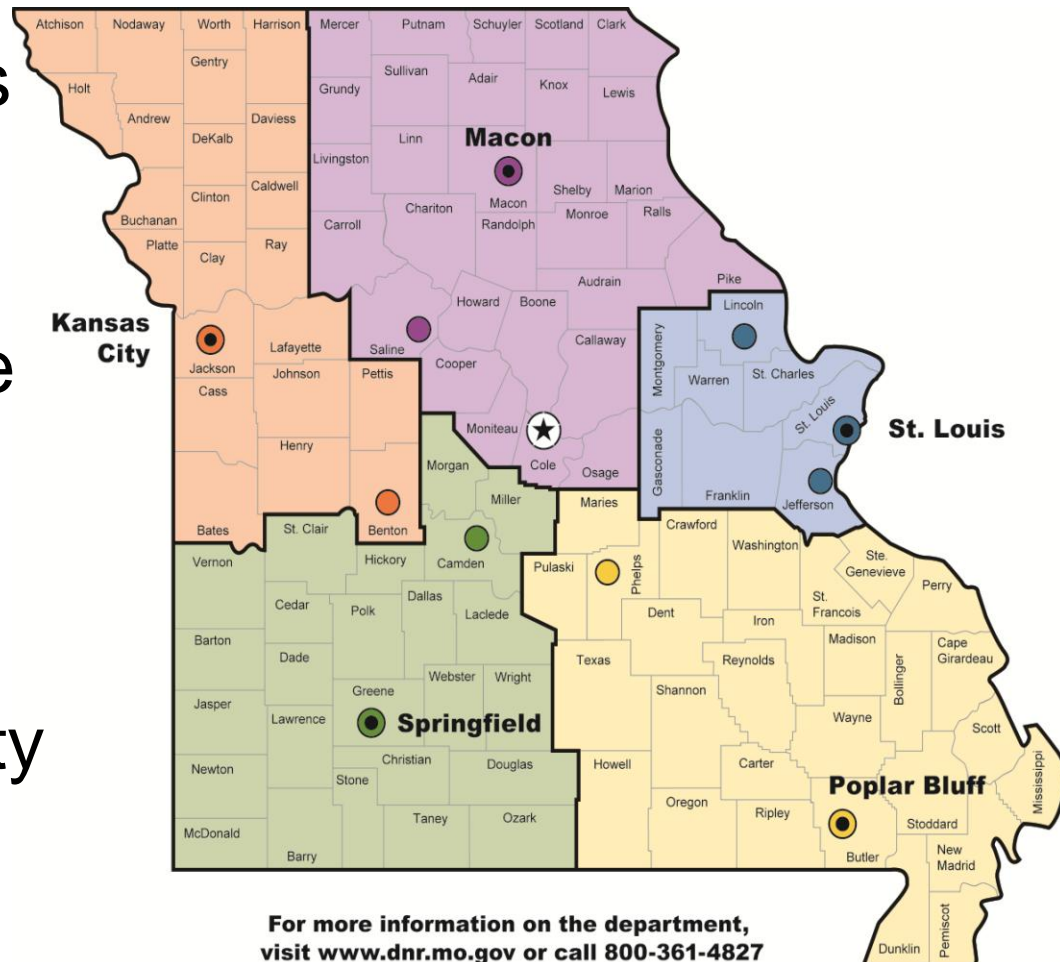 s
e
ty
Atchison
Nodaway
Worth
Harrison
Mercer
Putnam
Schuyler
Scotland
Clark
Gentry
Holt
Sullivan
Adair
Knox
Lewis
Grundy
Andrew
Daviess
DeKalb
Linn
Macon
Livingston
Caldwell
Clinton
Shelby
Marion
Macon
Chariton
Buchanan
Carroll
Randolph
Monroe
Ralls
Platte
Clay
Ray
Audrain
Pike
Howard
Boone
Lincoln
Kansas
City
Callaway
Montgomery
Lafayette
Saline
Jackson
Johnson
Pettis
Cooper
Warren
St. Charles
Cass
St. Louis
St. Louis
Moniteau
Henry
Cole
Osage
Gasconade
Morgan
Franklin
Jefferson
Miller
Maries
Bates
St. Clair
Benton
Crawford
Washington
Vernon
Hickory
Camden
Pulaski
Phelps
Ste.
Genevieve
Perry
Cedar
Polk
Dallas
Laclede
Dent
St.
Francois
Iron
Barton
Madison
Dade
Texas
Reynolds
Bollinger
Cape
Girardeau
Webster
Wright
Greene
Shannon
Jasper
Lawrence
Springfield
Wayne
Scott
Newton
Christian
Douglas
Howell
Carter
Mississippi
Stone
Poplar Bluff
Oregon
Ripley
McDonald
Taney
Ozark
Stoddard
Barry
Butler
New
Madrid
Pemiscot
Dunklin
For more information on the department,
visit www.dnr.mo.gov or call 800-361-4827